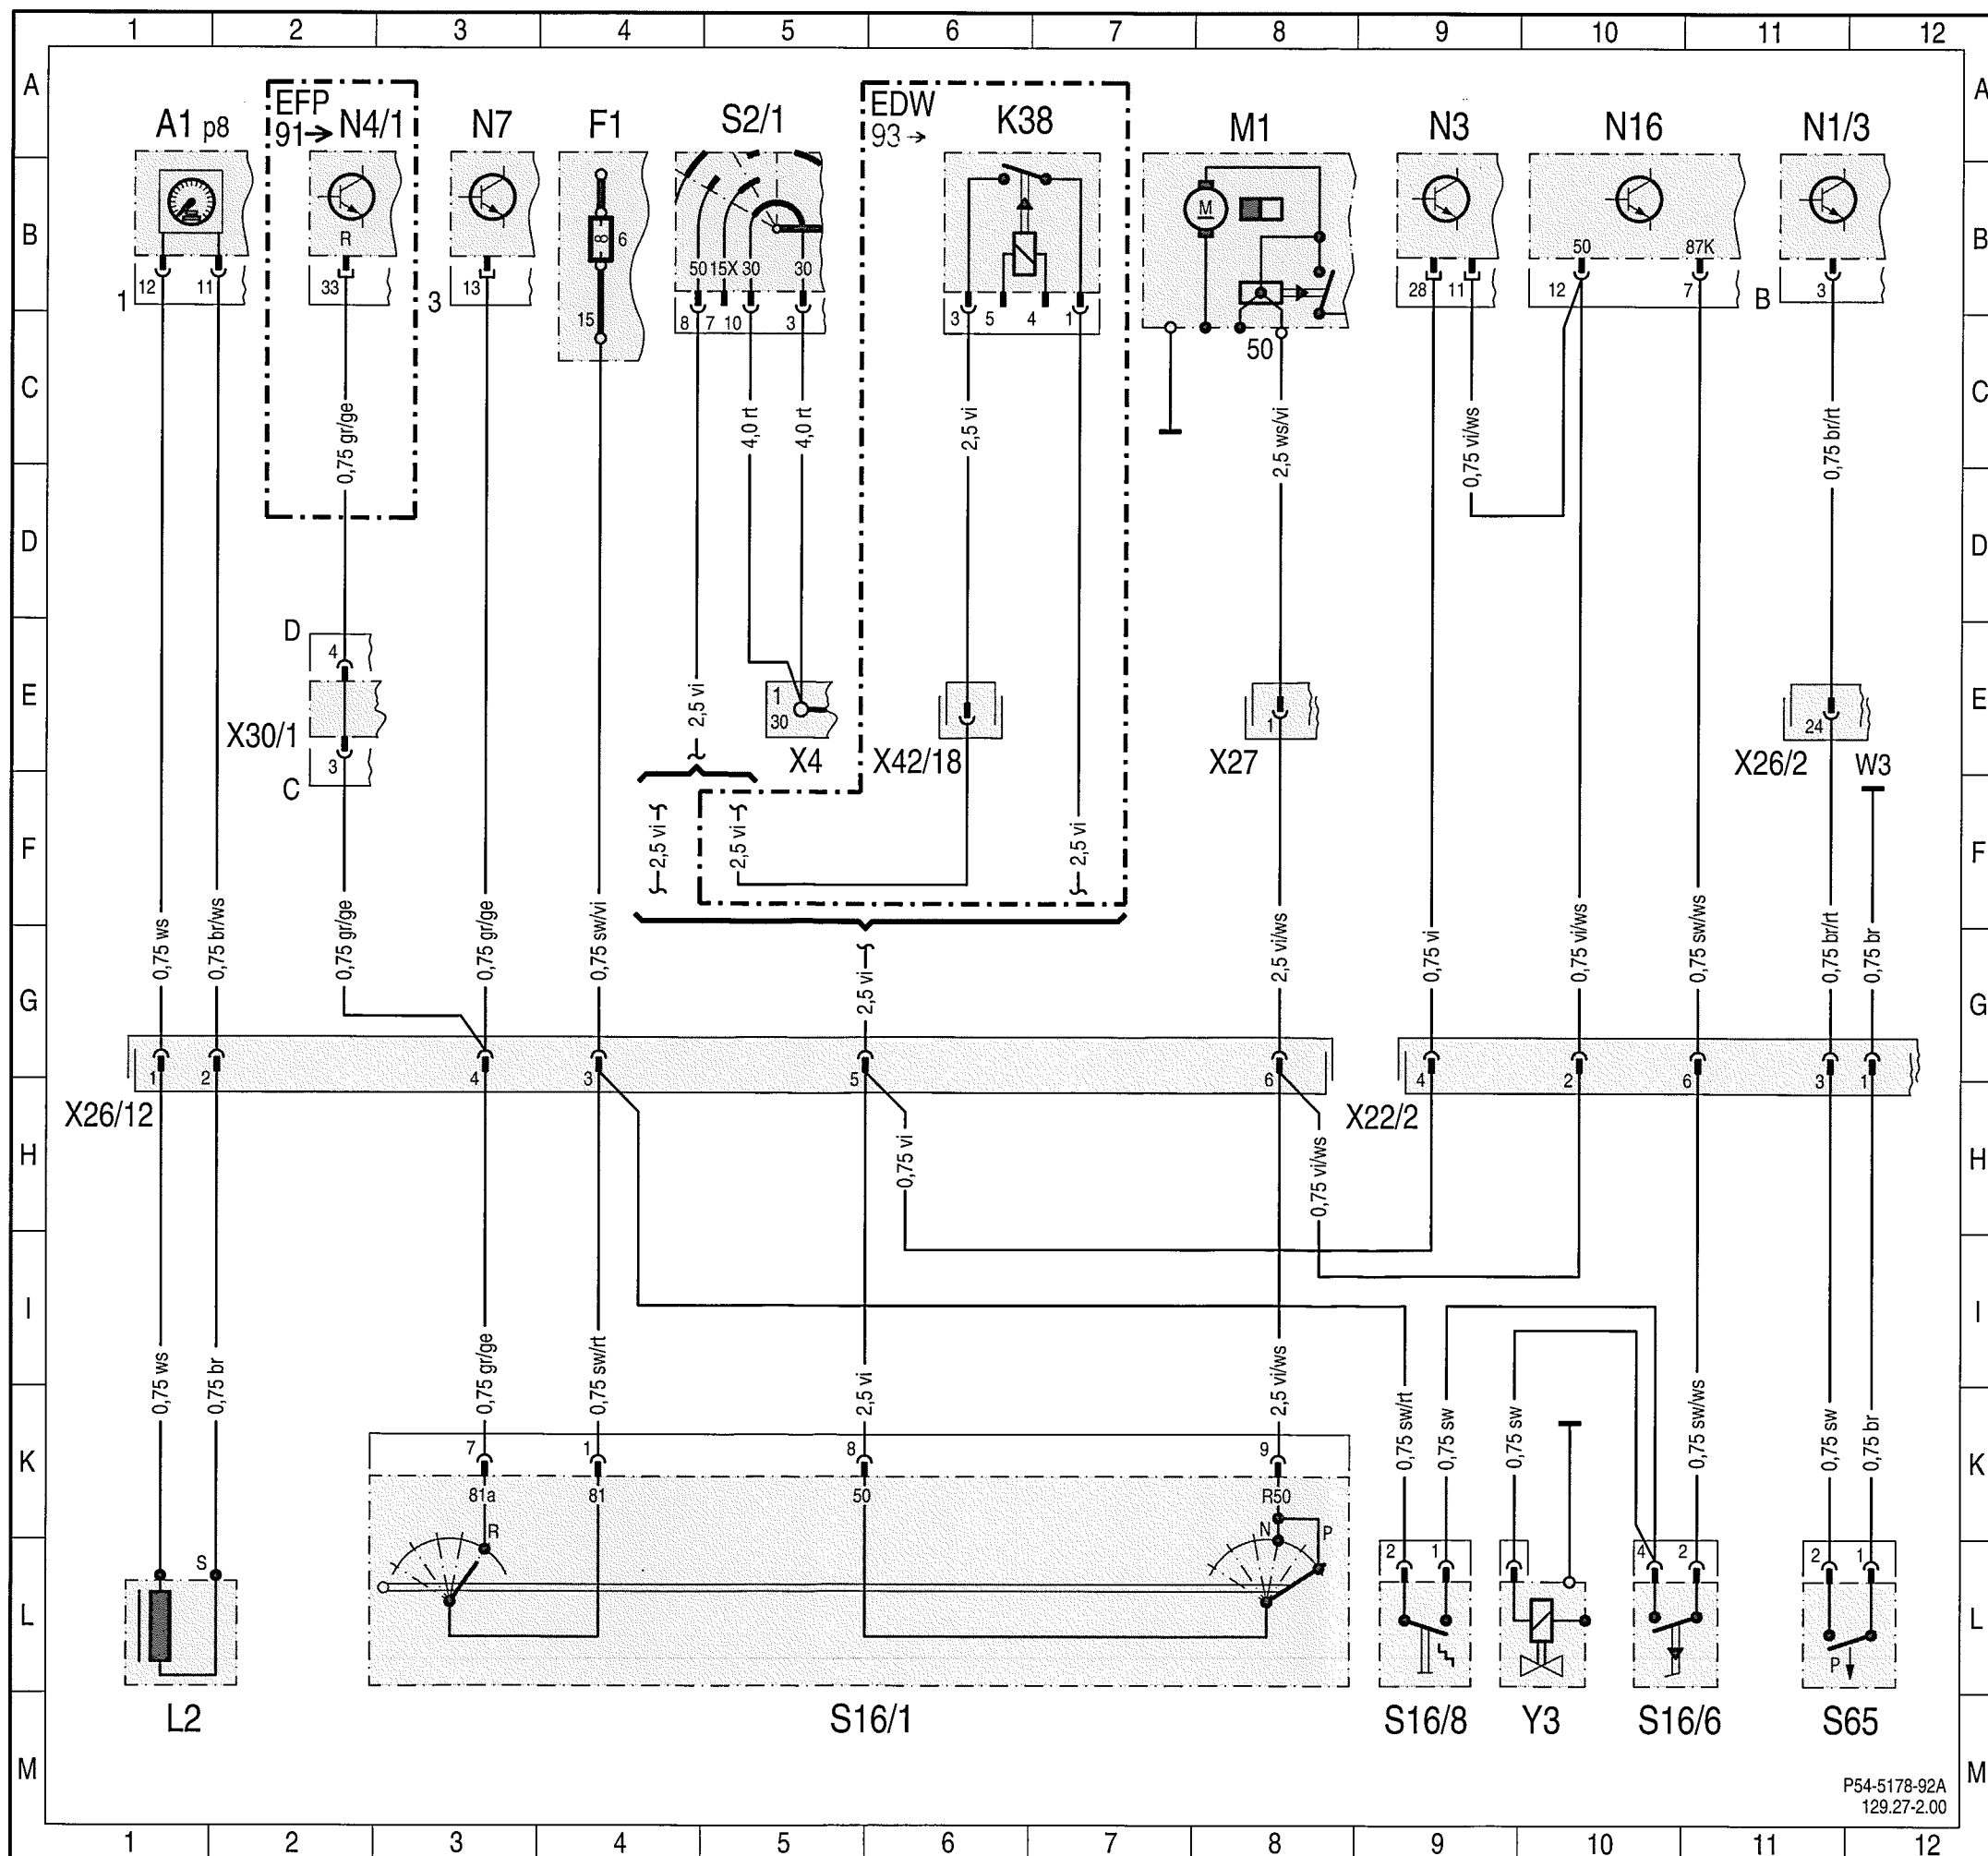 1 2 3 4 5 6 7 8 9 10 11 12
A A
EFP
91→ N4/1
A1 p8
N7
F1
S2/1
EDW
93→
K38
M1
N3
N16
N1/3
B B
R
8 6
M
50 15X 30 30
50 87K
1 12 11
33
3 13
15
8 7 10 3
3 5 4 1
28 11
12 7
B 3
50
C C
0,75 gr/ge
4,0 rt
4,0 rt
2,5 vi
2,5 ws/vi
0,75 vi/ws
0,75 br/rt
D D
D
4
E E
X30/1
3
C
2,5 vi
1
30
X4
X42/18
1
X27
24
X26/2
W3
F F
2,5 vi
2,5 vi
2,5 vi
0,75 ws
0,75 br/ws
0,75 gr/ge
0,75 gr/ge
0,75 sw/vi
2,5 vi
2,5 vi/ws
0,75 vi
0,75 vi/ws
0,75 sw/ws
0,75 br/rt
0,75 br
G G
1 2 4 3 5 6 4 2 6 3 1
X26/12
X22/2
H H
0,75 vi
0,75 vi/ws
I I
0,75 ws
0,75 br
0,75 gr/ge
0,75 sw/rt
2,5 vi
2,5 vi/ws
0,75 sw/rt
0,75 sw
0,75 sw
0,75 sw/ws
0,75 sw
0,75 br
K K
7 1 8 9
81a 81 50 R50
R
N P
S
2 1
4 2
2 1
L L
P
L2
S16/1
S16/8
Y3
S16/6
S65
M M
P54-5178-92A
129.27-2.00
1 2 3 4 5 6 7 8 9 10 11 12